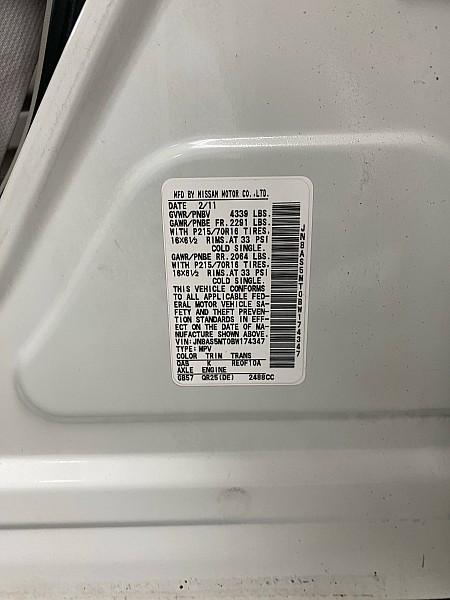 MFD BY NISSAN MOTOR CO.,LTD.
DATE 2/11
GVWR/PNBV 4339 LBS.
GAWR/PNBE FR. 2291 LBS.
WITH P215/70R16 TIRES.
16X6½ RIMS.AT 33 PSI
COLD SINGLE.
GAWR/PNBE RR. 2064 LBS.
WITH P215/70R16 TIRES.
16X6½ RIMS.AT 33 PSI
COLD SINGLE.
THIS VEHICLE CONFORMS
TO ALL APPLICABLE FED-
ERAL MOTOR VEHICLE SA-
FETY AND THEFT PREVEN-
TION STANDARDS IN EFF-
ECT ON THE DATE OF MA-
NUFACTURE SHOWN ABOVE.
VIN:JN8AS5MT0BW174347
TYPE:MPV
COLOR TRIM TRANS
QAB K RE0F10A
AXLE ENGINE
GB57 QR25(DE) 2488CC
JN8AS5MT0BW174347